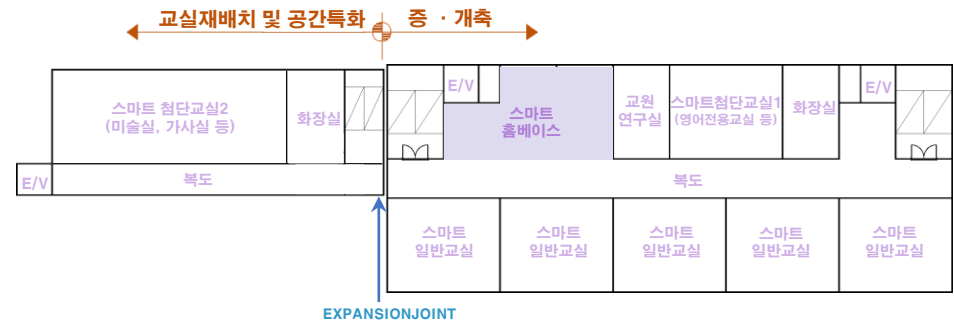 교실재배치 및 공간특화
증 · 개축
스마트 첨단교실2
(미술실, 가사실 등)
화장실
E/V
스마트
홈베이스
교원
연구실
스마트첨단교실1
(영어전용교실 등)
화장실
E/V
E/V
복도
복도
스마트
일반교실
스마트
일반교실
스마트
일반교실
스마트
일반교실
스마트
일반교실
EXPANSIONJOINT